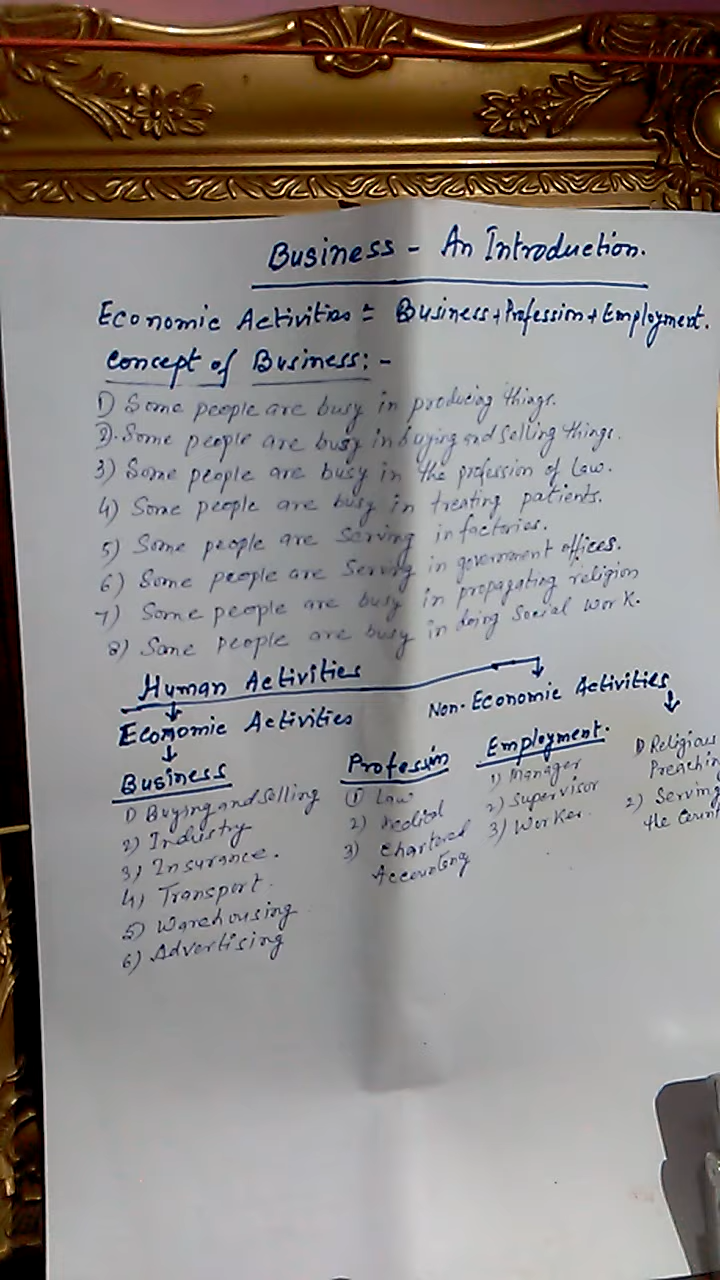 Business - An Introduction.
Economic Activities = Business + Profession + Employment.
Concept of Business: -
1) Some people are busy in producing things.
2). Some people are busy in buying and selling things.
3) Some people are busy in the profession of Law.
4) Some people are busy in treating patients.
5) Some people are serving in factories.
6) Some people are serving in government offices.
7) Some people are busy in propagating religion
8) Some people are busy in doing social work.
Human Activities
Economic Activities
Non-Economic Activities
Business
1) Buying and selling
2) Industry
3) Insurance.
4) Transport.
5) Warehousing
6) Advertising
Profession
1) Law
2) Medical
3) Chartered
Accounting
Employment.
1) Manager
2) Supervisor
3) Worker.
1) Religious
Preachin
2) Serving
the Count